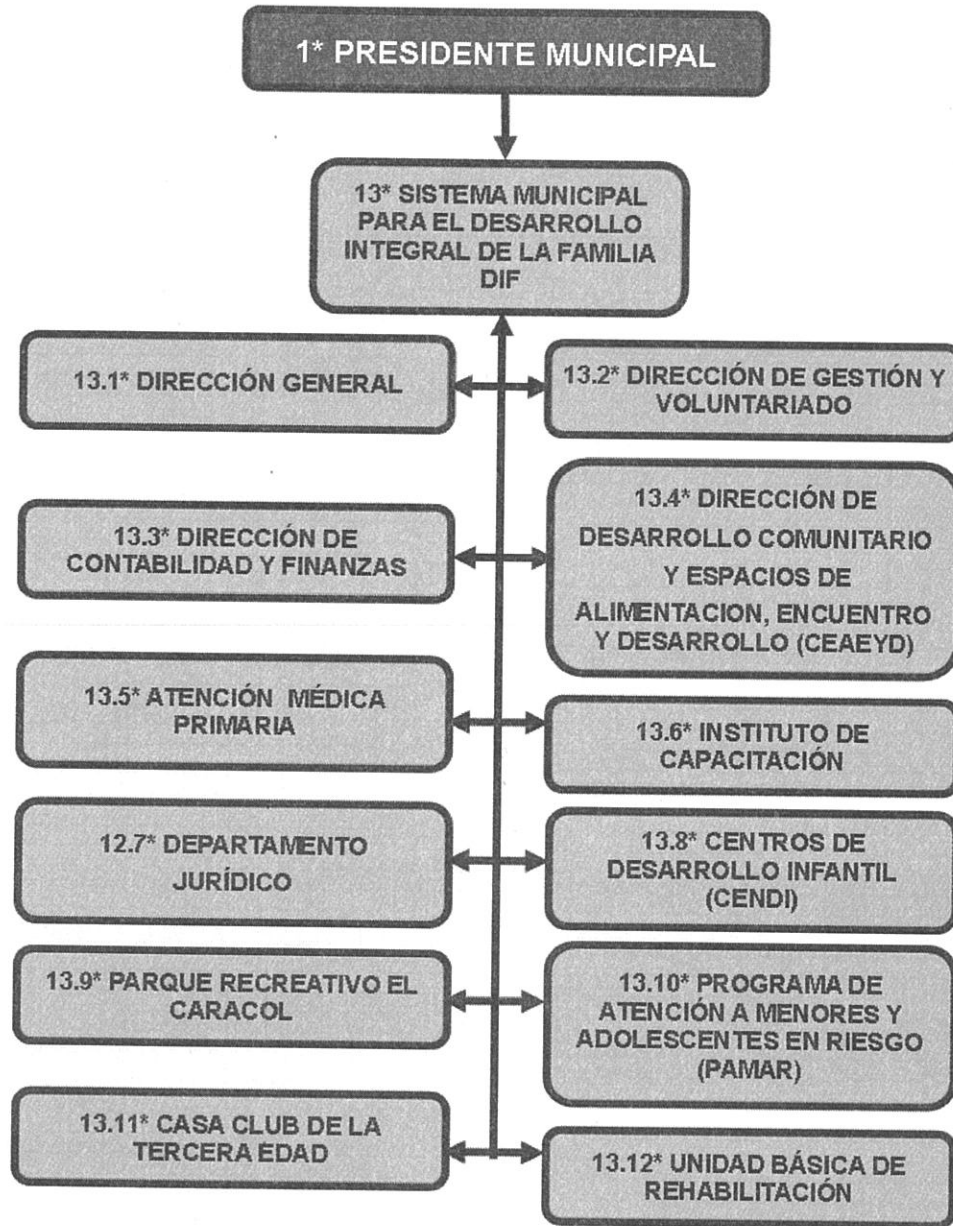 1* PRESIDENTE MUNICIPAL
13* SISTEMA MUNICIPAL
PARA EL DESARROLLO
INTEGRAL DE LA FAMILIA
DIF
13.1* DIRECCIÓN GENERAL
13.2* DIRECCIÓN DE GESTIÓN Y
VOLUNTARIADO
13.3* DIRECCIÓN DE
CONTABILIDAD Y FINANZAS
13.4* DIRECCIÓN DE
DESARROLLO COMUNITARIO
Y ESPACIOS DE
ALIMENTACION, ENCUENTRO
Y DESARROLLO (CEAEYD)
13.5* ATENCIÓN MÉDICA
PRIMARIA
13.6* INSTITUTO DE
CAPACITACIÓN
12.7* DEPARTAMENTO
JURÍDICO
13.8* CENTROS DE
DESARROLLO INFANTIL
(CENDI)
13.9* PARQUE RECREATIVO EL
CARACOL
13.10* PROGRAMA DE
ATENCIÓN A MENORES Y
ADOLESCENTES EN RIESGO
(PAMAR)
13.11* CASA CLUB DE LA
TERCERA EDAD
13.12* UNIDAD BÁSICA DE
REHABILITACIÓN